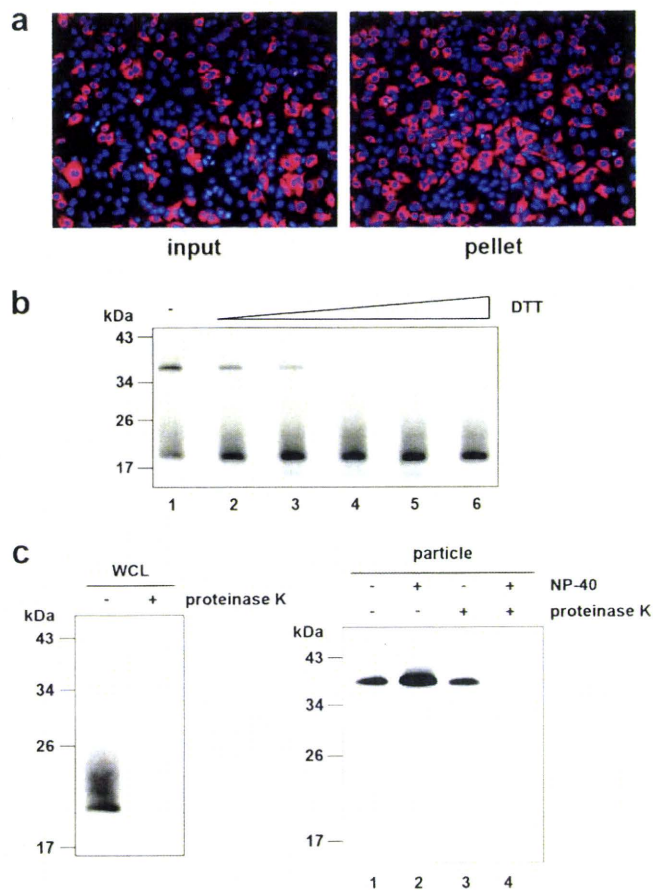 a
input pellet
b
kDa - DTT
43
34
26
17
1 2 3 4 5 6
c
WCL
- + proteinase K
kDa
43
34
26
17
particle
- + - + NP-40
- - + + proteinase K
kDa
43
34
26
17
1 2 3 4